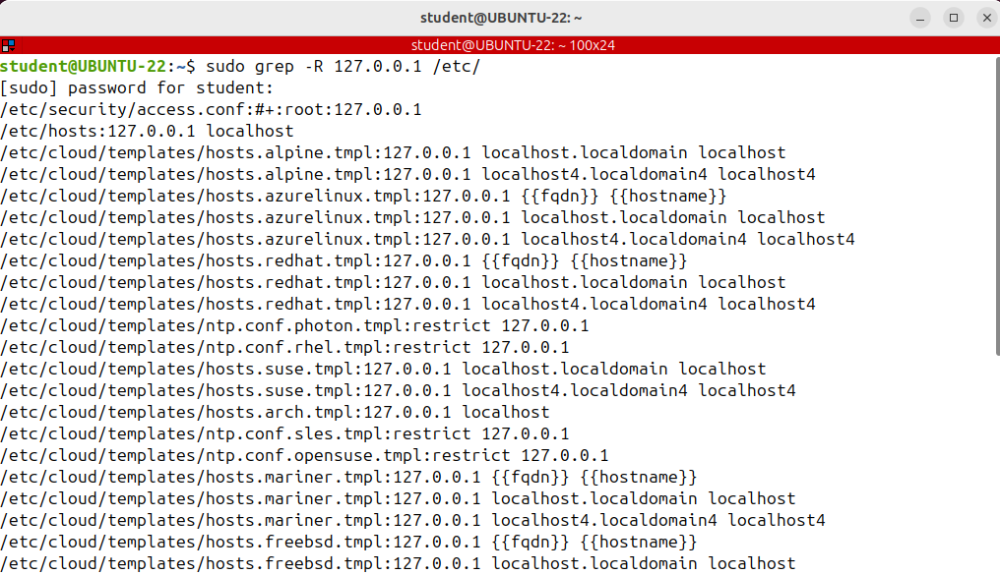 student@UBUNTU-22: ~
student@UBUNTU-22: ~ 100x24
student@UBUNTU-22:~$ sudo grep -R 127.0.0.1 /etc/
[sudo] password for student:
/etc/security/access.conf:#+:root:127.0.0.1
/etc/hosts:127.0.0.1 localhost
/etc/cloud/templates/hosts.alpine.tmpl:127.0.0.1 localhost.localdomain localhost
/etc/cloud/templates/hosts.alpine.tmpl:127.0.0.1 localhost4.localdomain4 localhost4
/etc/cloud/templates/hosts.azurelinux.tmpl:127.0.0.1 {{fqdn}} {{hostname}}
/etc/cloud/templates/hosts.azurelinux.tmpl:127.0.0.1 localhost.localdomain localhost
/etc/cloud/templates/hosts.azurelinux.tmpl:127.0.0.1 localhost4.localdomain4 localhost4
/etc/cloud/templates/hosts.redhat.tmpl:127.0.0.1 {{fqdn}} {{hostname}}
/etc/cloud/templates/hosts.redhat.tmpl:127.0.0.1 localhost.localdomain localhost
/etc/cloud/templates/hosts.redhat.tmpl:127.0.0.1 localhost4.localdomain4 localhost4
/etc/cloud/templates/ntp.conf.photon.tmpl:restrict 127.0.0.1
/etc/cloud/templates/ntp.conf.rhel.tmpl:restrict 127.0.0.1
/etc/cloud/templates/hosts.suse.tmpl:127.0.0.1 localhost.localdomain localhost
/etc/cloud/templates/hosts.suse.tmpl:127.0.0.1 localhost4.localdomain4 localhost4
/etc/cloud/templates/hosts.arch.tmpl:127.0.0.1 localhost
/etc/cloud/templates/ntp.conf.sles.tmpl:restrict 127.0.0.1
/etc/cloud/templates/ntp.conf.opensuse.tmpl:restrict 127.0.0.1
/etc/cloud/templates/hosts.mariner.tmpl:127.0.0.1 {{fqdn}} {{hostname}}
/etc/cloud/templates/hosts.mariner.tmpl:127.0.0.1 localhost.localdomain localhost
/etc/cloud/templates/hosts.mariner.tmpl:127.0.0.1 localhost4.localdomain4 localhost4
/etc/cloud/templates/hosts.freebsd.tmpl:127.0.0.1 {{fqdn}} {{hostname}}
/etc/cloud/templates/hosts.freebsd.tmpl:127.0.0.1 localhost.localdomain localhost